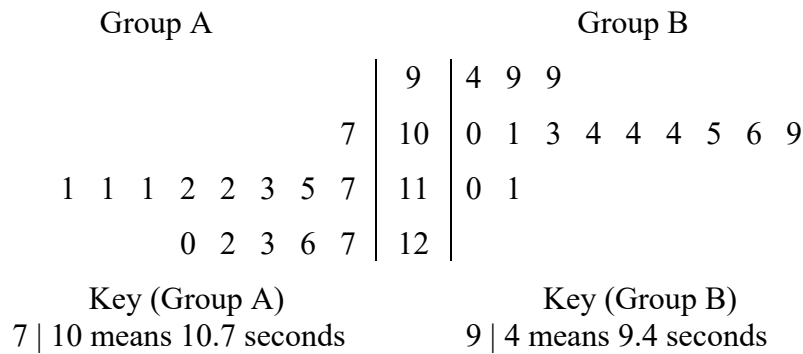 Group A Group B
9 4 9 9
7 10 0 1 3 4 4 4 5 6 9
1 1 1 2 2 3 5 7 11 0 1
0 2 3 6 7 12
Key (Group A) Key (Group B)
7 | 10 means 10.7 seconds 9 | 4 means 9.4 seconds